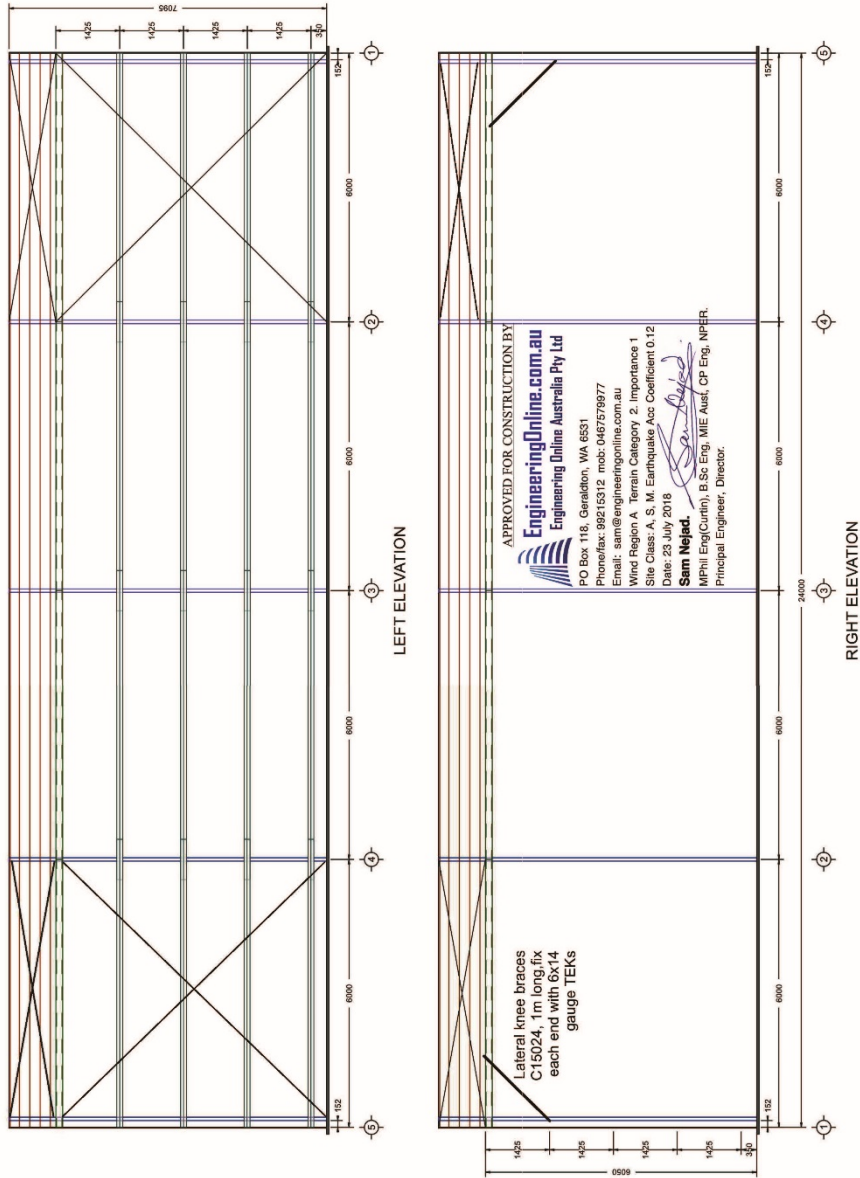 7095
1425
1425
1425
1425
350
152
6000
6000
6000
6000
152
5
4
3
2
1
LEFT ELEVATION
Lateral knee braces
C15024, 1m long,fix
each end with 6x14
gauge TEKs
APPROVED FOR CONSTRUCTION BY
EngineeringOnline.com.au
Engineering Online Australia Pty Ltd
PO Box 118, Geraldton, WA 6531
Phone/fax: 99215312 mob: 0467579977
Email: sam@engineeringonline.com.au
Wind Region A Terrain Category 2. Importance 1
Site Class: A, S, M. Earthquake Acc Coefficient 0.12
Date: 23 July 2018
Sam Nejad.
MPhil Eng(Curtin), B.Sc Eng, MIE Aust, CP Eng, NPER.
Principal Engineer, Director.
6050
1425
1425
1425
1425
350
152
6000
6000
6000
6000
152
24000
1
2
3
4
5
RIGHT ELEVATION